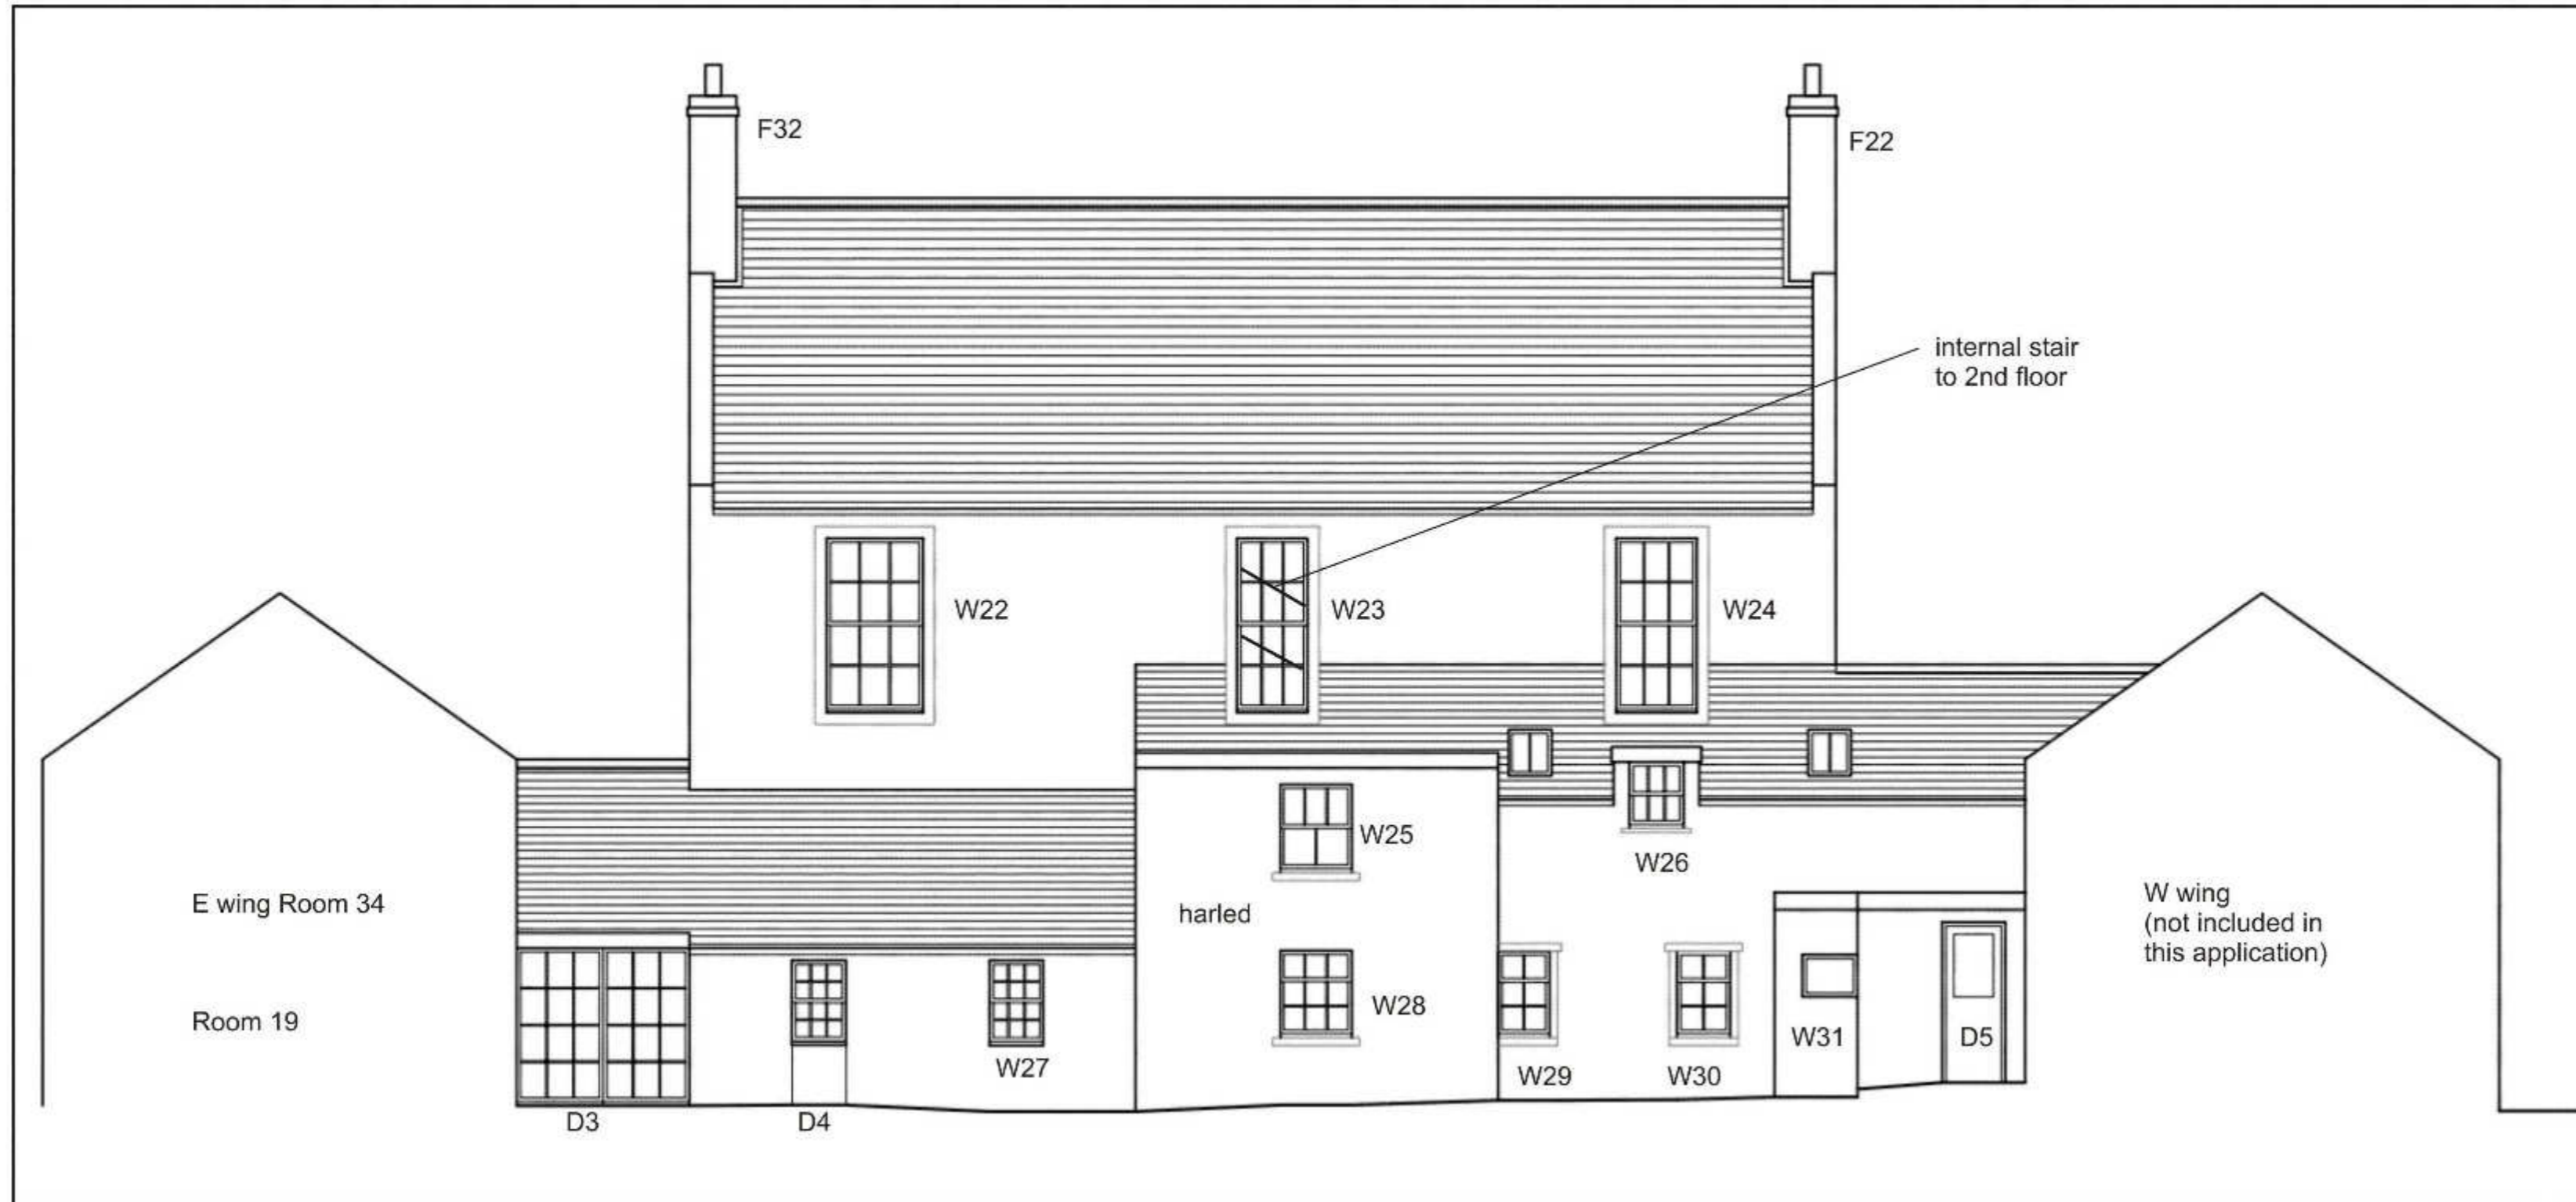 F32
F22
internal stair
to 2nd floor
W22
W23
W24
W25
W26
E wing Room 34
harled
W wing
(not included in
this application)
Room 19
W28
W27
W29
W30
W31
D5
D3
D4